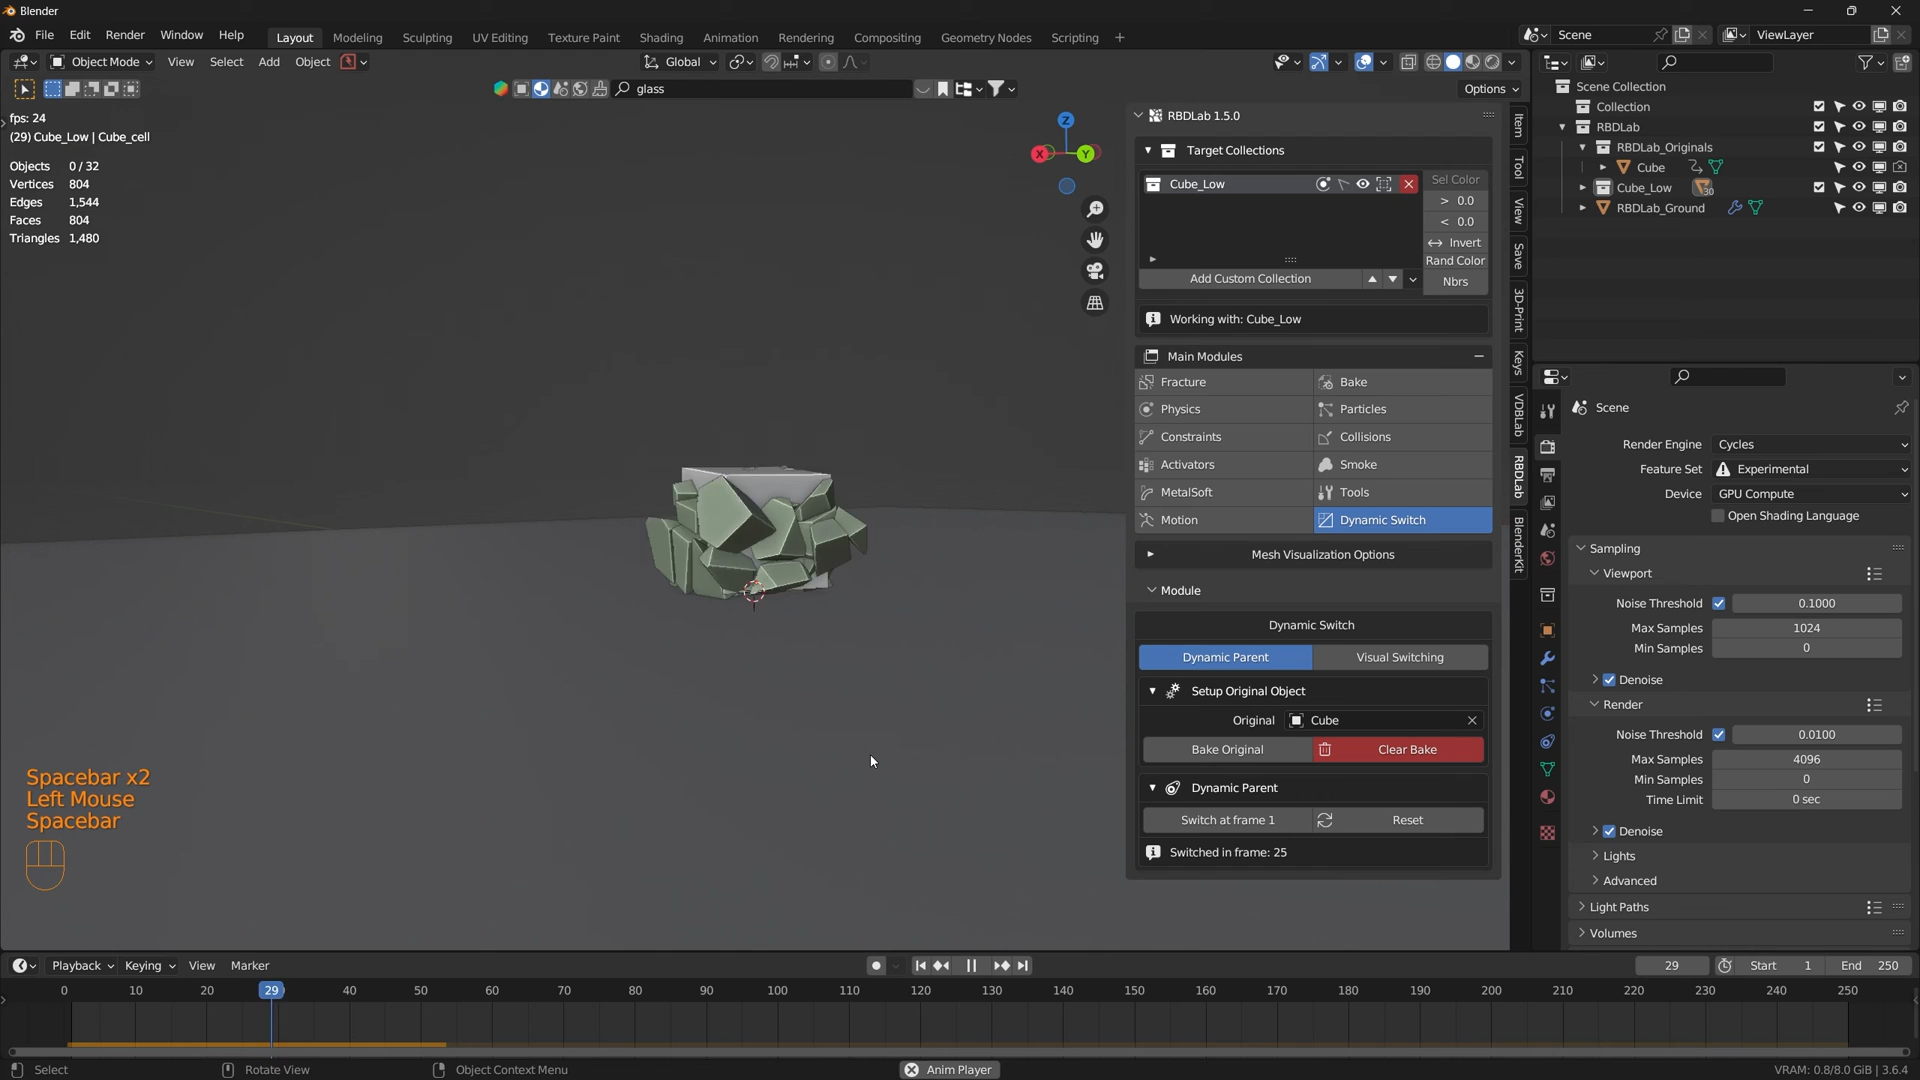 Blender
File Edit Render Window Help Layout Modeling Sculpting UV Editing Texture Paint Shading Animation Rendering Compositing Geometry Nodes Scripting + Scene ViewLayer
Object Mode View Select Add Object Global
glass Options
fps: 24
(29) Cube_Low | Cube_cell
Objects 0 / 32
Vertices 804
Edges 1,544
Faces 804
Triangles 1,480
Z
X Y
RBDLab 1.5.0
Target Collections
Cube_Low
Sel Color
> 0.0
< 0.0
Invert
Rand Color
Nbrs
Add Custom Collection
Working with: Cube_Low
Main Modules
Fracture Bake
Physics Particles
Constraints Collisions
Activators Smoke
MetalSoft Tools
Motion Dynamic Switch
Mesh Visualization Options
Module
Dynamic Switch
Dynamic Parent Visual Switching
Setup Original Object
Original Cube
Bake Original Clear Bake
Dynamic Parent
Switch at frame 1 Reset
Switched in frame: 25
Item
Tool
View
Save
3D-Print
Keys
VDBLab
RBDLab
BlenderKit
Scene Collection
Collection
RBDLab
RBDLab_Originals
Cube
Cube_Low 30
RBDLab_Ground
Scene
Render Engine Cycles
Feature Set Experimental
Device GPU Compute
Open Shading Language
Sampling
Viewport
Noise Threshold 0.1000
Max Samples 1024
Min Samples 0
Denoise
Render
Noise Threshold 0.0100
Max Samples 4096
Min Samples 0
Time Limit 0 sec
Denoise
Lights
Advanced
Light Paths
Volumes
Spacebar x2
Left Mouse
Spacebar
Playback Keying View Marker 29 Start 1 End 250
0 10 20 29 40 50 60 70 80 90 100 110 120 130 140 150 160 170 180 190 200 210 220 230 240 250
Select Rotate View Object Context Menu Anim Player VRAM: 0.8/8.0 GiB | 3.6.4